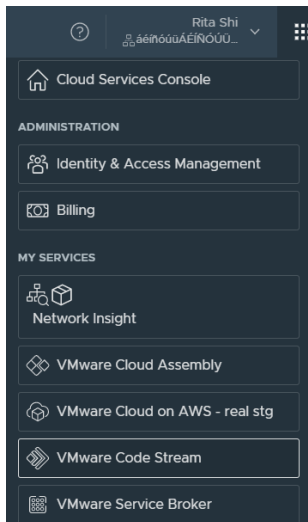 Rita Shi
áéíñóúüÁÉÍÑÓÚÜ...
Cloud Services Console
ADMINISTRATION
Identity & Access Management
Billing
MY SERVICES
Network Insight
VMware Cloud Assembly
VMware Cloud on AWS - real stg
VMware Code Stream
VMware Service Broker